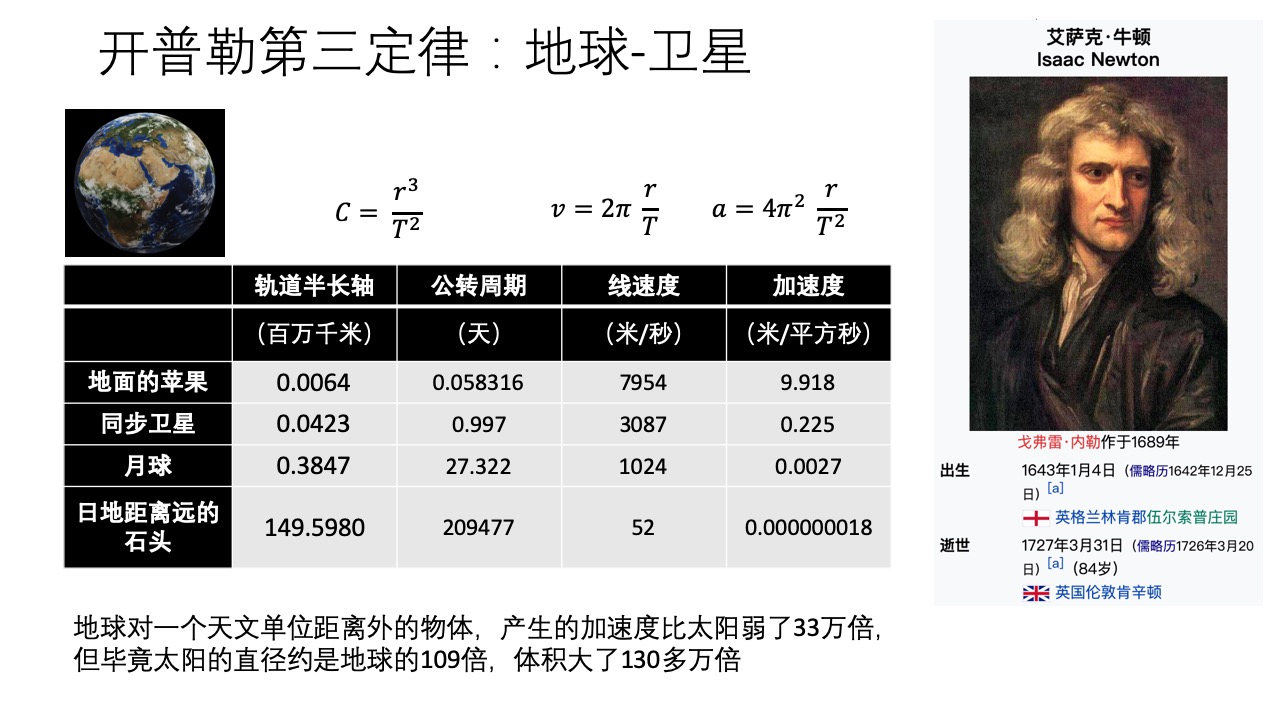 开普勒第三定律：地球-卫星
C = r³/T²
v = 2π r/T
a = 4π² r/T²
轨道半长轴 公转周期 线速度 加速度
（百万千米） （天） （米/秒） （米/平方秒）
地面的苹果 0.0064 0.058316 7954 9.918
同步卫星 0.0423 0.997 3087 0.225
月球 0.3847 27.322 1024 0.0027
日地距离远的
石头 149.5980 209477 52 0.000000018
地球对一个天文单位距离外的物体，产生的加速度比太阳弱了33万倍，
但毕竟太阳的直径约是地球的109倍，体积大了130多万倍
艾萨克·牛顿
Isaac Newton
戈弗雷·内勒作于1689年
出生 1643年1月4日（儒略历1642年12月25
日）[a]
英格兰林肯郡伍尔索普庄园
逝世 1727年3月31日（儒略历1726年3月20
日）[a]（84岁）
英国伦敦肯辛顿